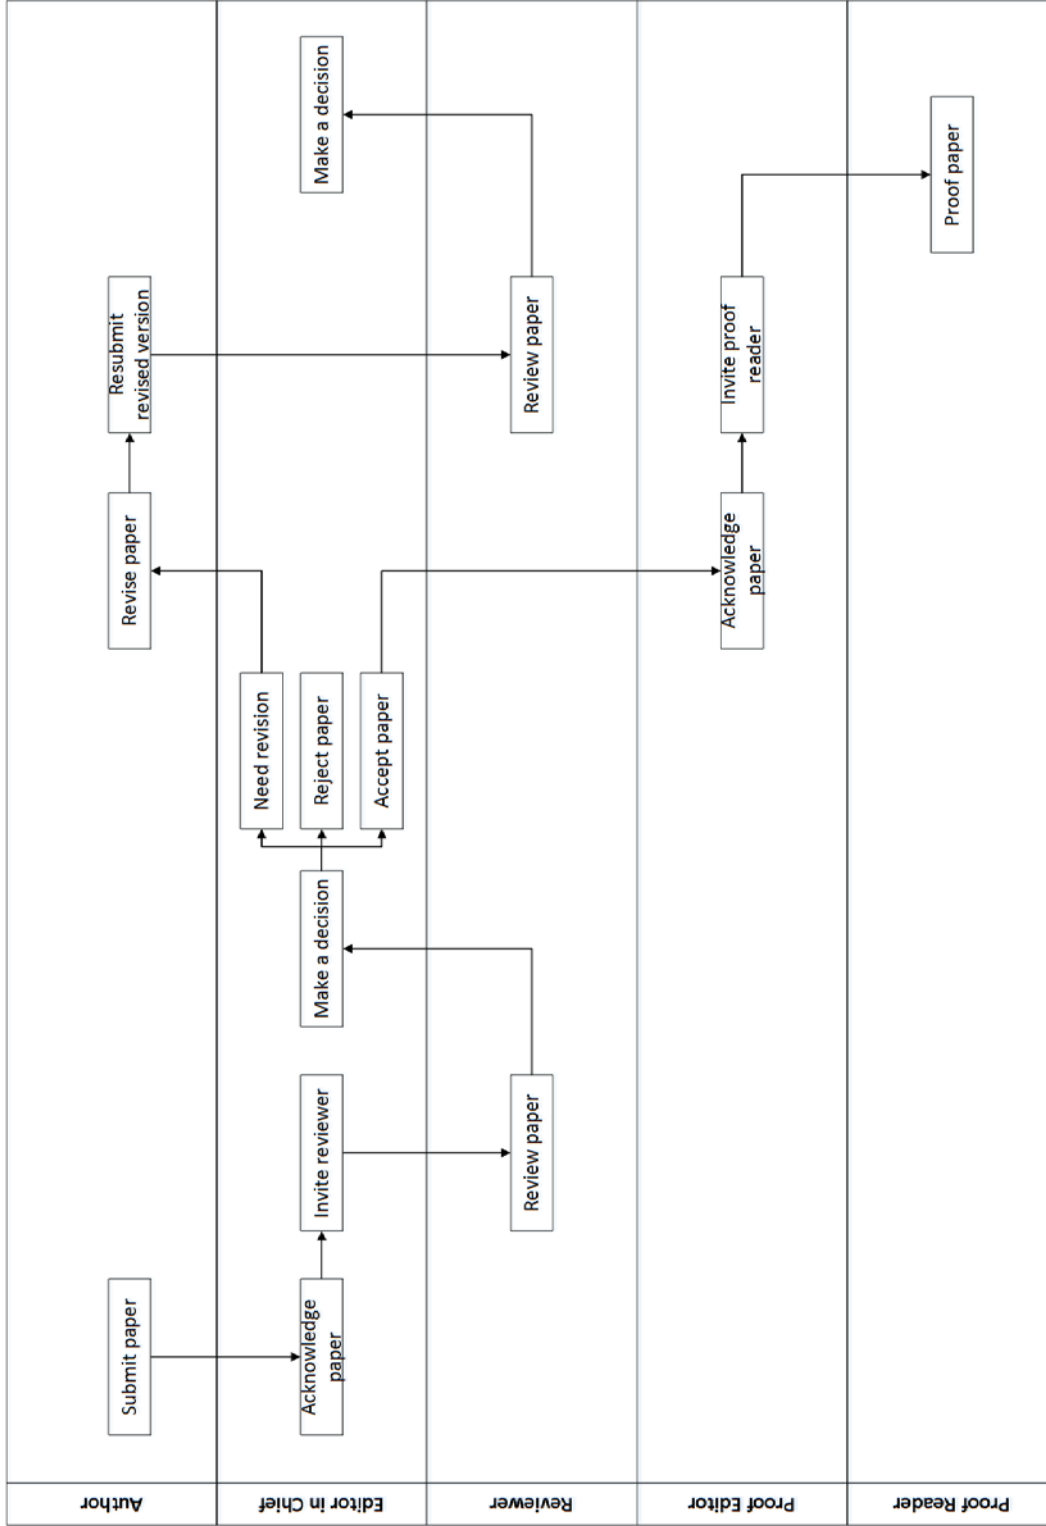 Author
Submit paper
Revise paper
Resubmit
revised version
Editor in Chief
Acknowledge
paper
Invite reviewer
Make a decision
Need revision
Reject paper
Accept paper
Make a decision
Reviewer
Review paper
Review paper
Proof Editor
Acknowledge
paper
Invite proof
reader
Proof Reader
Proof paper